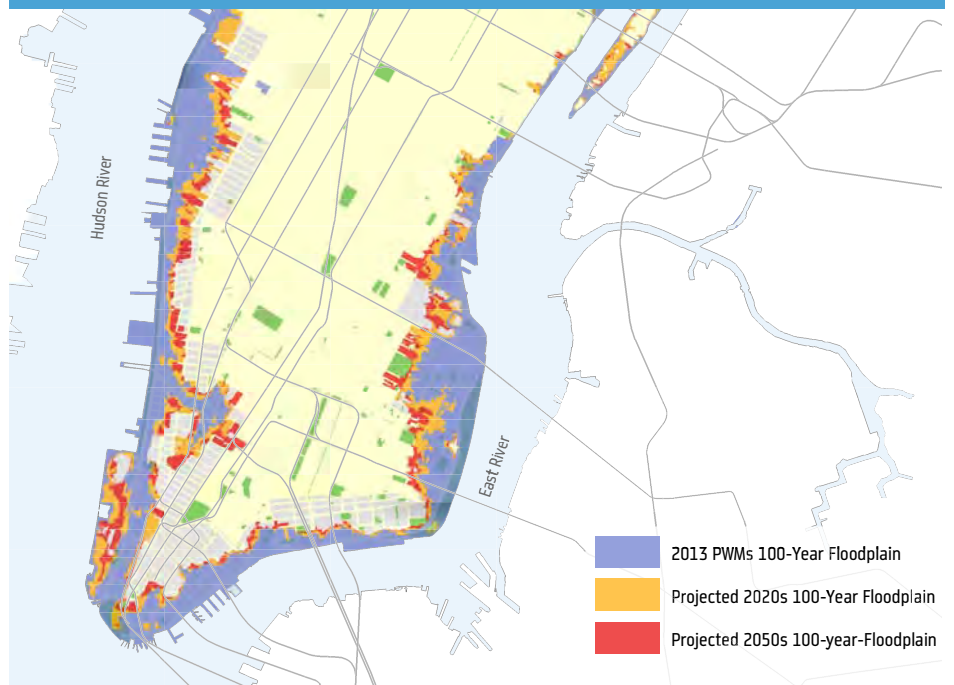 Hudson River
East River
2013 PWMs 100-Year Floodplain
Projected 2020s 100-Year Floodplain
Projected 2050s 100-year-Floodplain